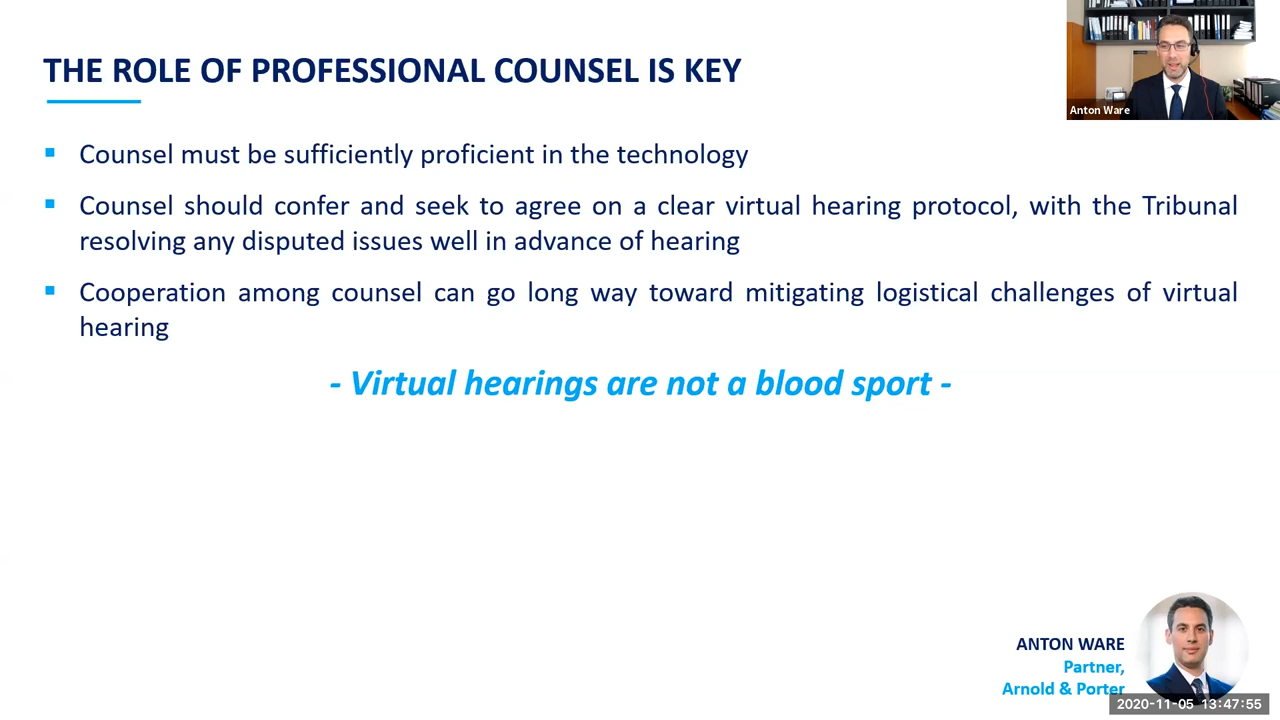 THE ROLE OF PROFESSIONAL COUNSEL IS KEY
Anton Ware
▪ Counsel must be sufficiently proficient in the technology
▪ Counsel should confer and seek to agree on a clear virtual hearing protocol, with the Tribunal
resolving any disputed issues well in advance of hearing
▪ Cooperation among counsel can go long way toward mitigating logistical challenges of virtual
hearing
- Virtual hearings are not a blood sport -
ANTON WARE
Partner,
Arnold & Porter
2020-11-05 13:47:55